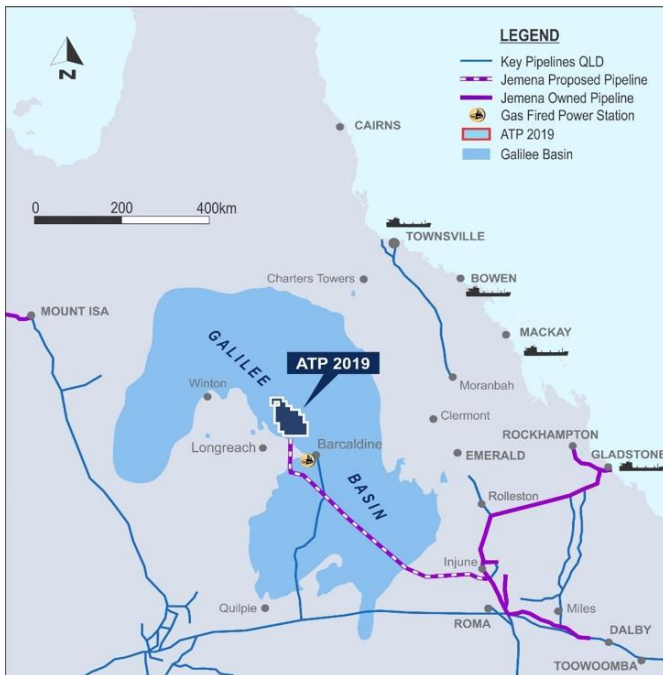 LEGEND
Key Pipelines QLD
Jemena Proposed Pipeline
Jemena Owned Pipeline
Gas Fired Power Station
ATP 2019
Galilee Basin
N
CAIRNS
0 200 400km
TOWNSVILLE
Charters Towers
BOWEN
MOUNT ISA
MACKAY
GALILEE
ATP 2019
Moranbah
Winton
Clermont
ROCKHAMPTON
Longreach
Barcaldine
EMERALD
GLADSTONE
BASIN
Rolleston
Injune
Quilpie
ROMA
Miles
DALBY
TOOWOOMBA